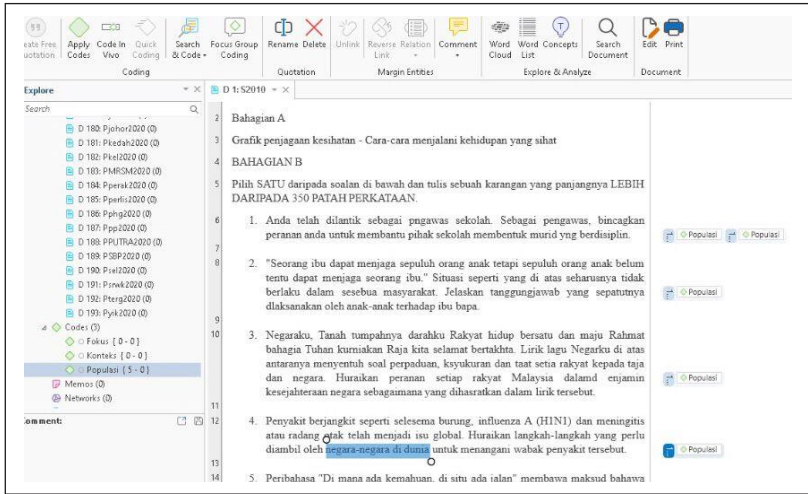 eate Free uotation
Apply Codes
Code In Vivo
Quick Coding
Search & Code
Focus Group Coding
Rename
Delete
Unlink
Reverse Link
Relation
Comment
Word Cloud
Word List
Concepts
Search Document
Edit
Print
Coding
Quotation
Margin Entities
Explore & Analyze
Document
Explore
D 1: S2010
Search
D 180: Pjohor2020 (0)
D 181: Pkedah2020 (0)
D 182: Pkel2020 (0)
D 183: PMRSM2020 (0)
D 184: Pperak2020 (0)
D 185: Pperlis2020 (0)
D 186: Pphg2020 (0)
D 187: Ppp2020 (0)
D 188: PPUTRA2020 (0)
D 189: PSBP2020 (0)
D 190: Psel2020 (0)
D 191: Psrwk2020 (0)
D 192: Pterg2020 (0)
D 193: Pyik2020 (0)
Codes (3)
Fokus { 0 - 0 }
Konteks { 0 - 0 }
Populasi { 5 - 0 }
Memos (0)
Networks (0)
omment:
2 Bahagian A
3 Grafik penjagaan kesihatan - Cara-cara menjalani kehidupan yang sihat
4 BAHAGIAN B
5 Pilih SATU daripada soalan di bawah dan tulis sebuah karangan yang panjangnya LEBIH
DARIPADA 350 PATAH PERKATAAN.
6 1. Anda telah dilantik sebagai pngawas sekolah. Sebagai pengawas, bincagkan
peranan anda untuk membantu pihak sekolah membentuk murid yng berdisiplin.
Populasi Populasi
7
8 2. "Seorang ibu dapat menjaga sepuluh orang anak tetapi sepuluh orang anak belum
tentu dapat menjaga seorang ibu." Situasi seperti yang di atas seharusnya tidak
berlaku dalam sesebua masyarakat. Jelaskan tanggungjawab yang sepatutnya
dlaksanakan oleh anak-anak terhadap ibu bapa.
Populasi
9
10 3. Negaraku, Tanah tumpahnya darahku Rakyat hidup bersatu dan maju Rahmat
bahagia Tuhan kurniakan Raja kita selamat bertakhta. Lirik lagu Negarku di atas
antaranya menyentuh soal perpaduan, ksyukuran dan taat setia rakyat kepada taja
dan negara. Huraikan peranan setiap rakyat Malaysia dalamd enjamin
kesejahteraan negara sebagaimana yang dihasratkan dalam lirik tersebut.
Populasi
11
12 4. Penyakit berjangkit seperti selesema burung, influenza A (H1N1) dan meningitis
atau radang otak telah menjadi isu global. Huraikan langkah-langkah yang perlu
diambil oleh negara-negara di dunia untuk menangani wabak penyakit tersebut.
Populasi
13
14 5. Peribahasa "Di mana ada kemahuan, di situ ada jalan" membawa maksud bahawa